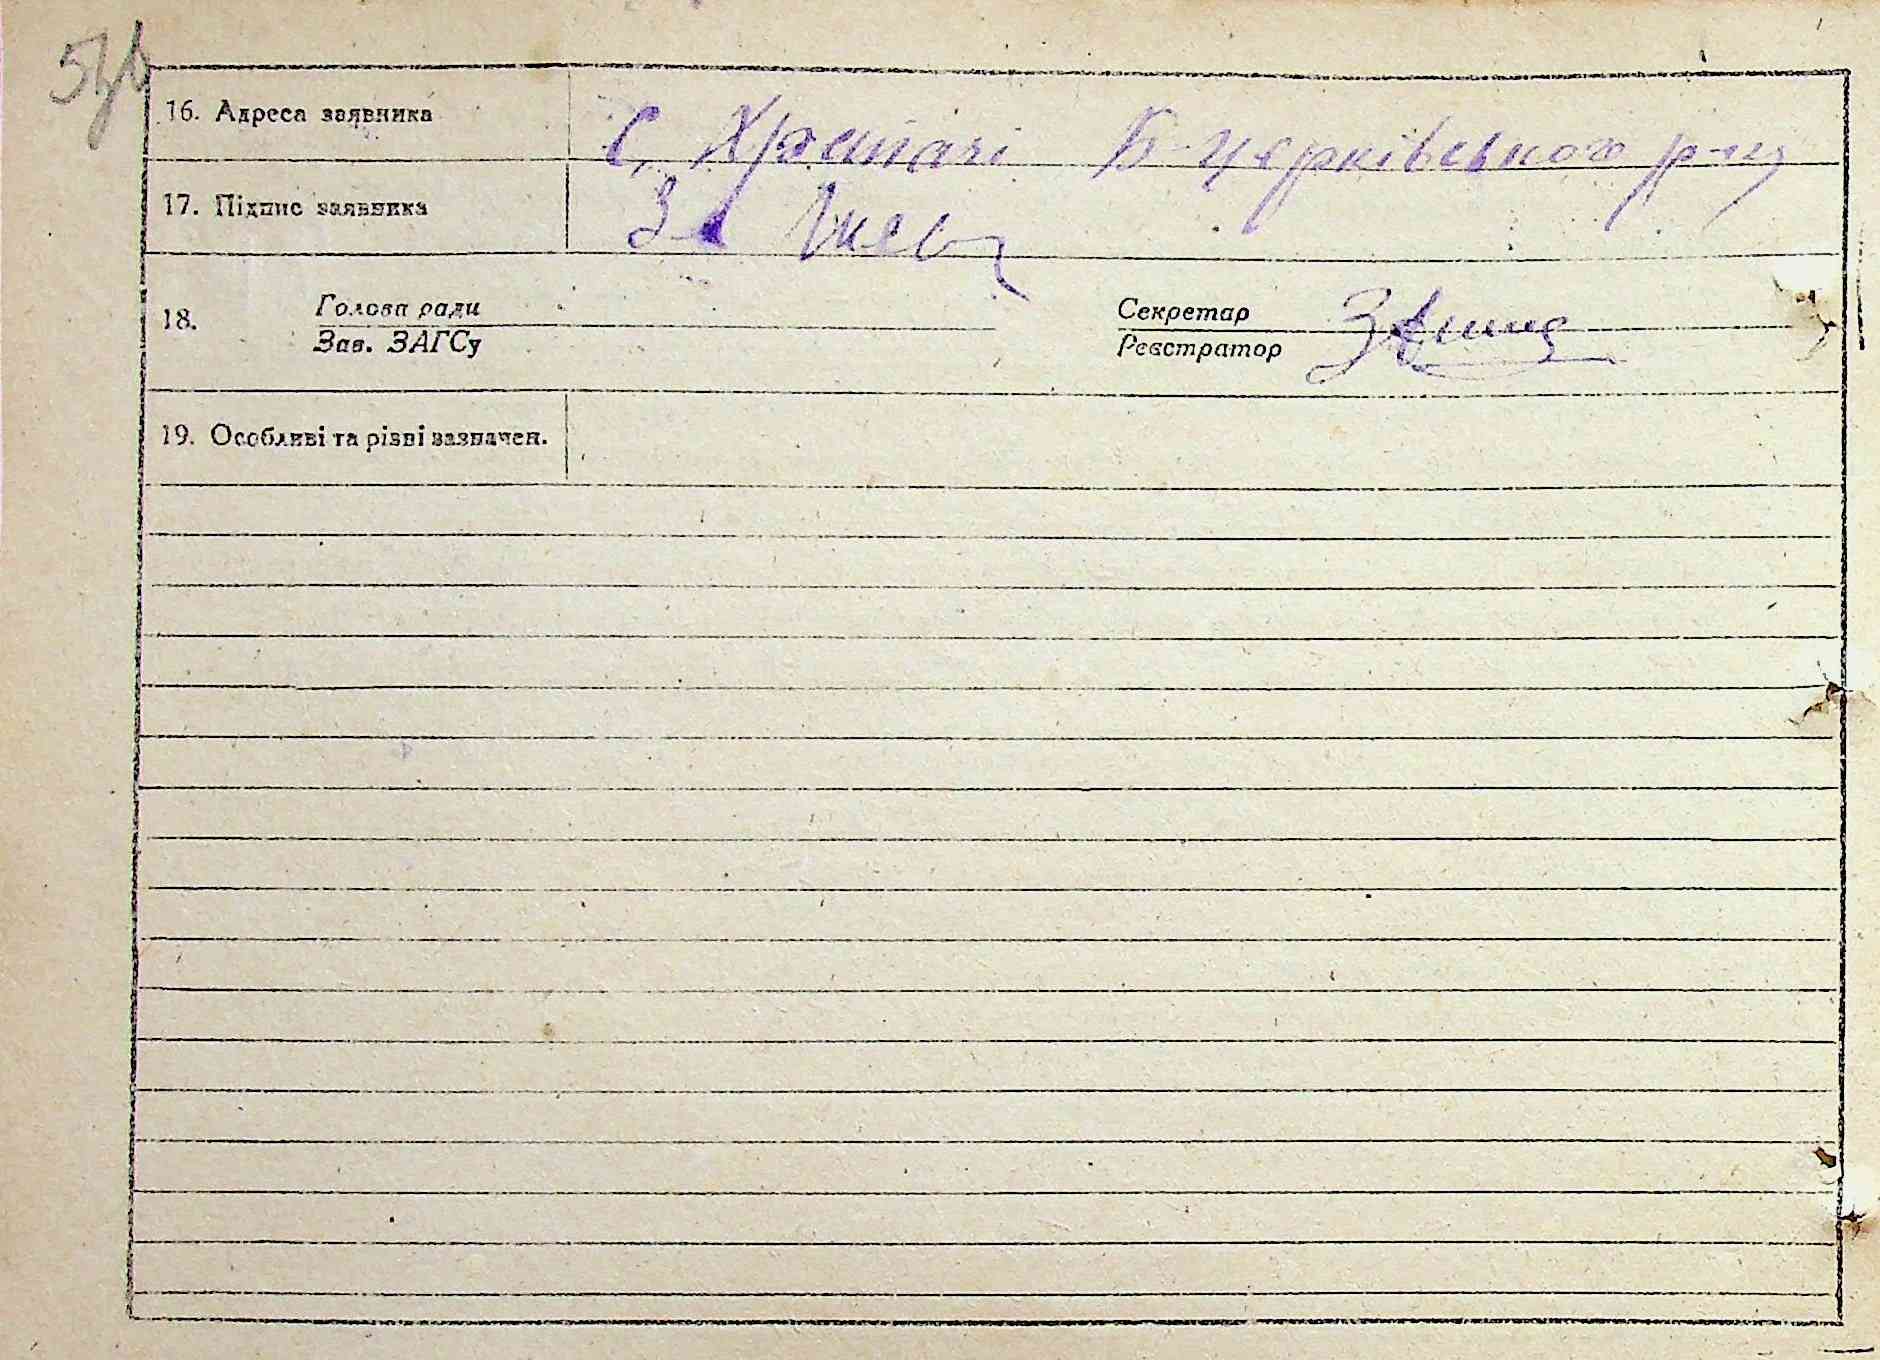 16. Адреса заявника С. Храпачі Б-Церківського р-ну
17. Підпис заявника За
18. Голова ради Секретар
Зав. ЗАГСу Реєстратор
19. Особливі та різні зазначен.